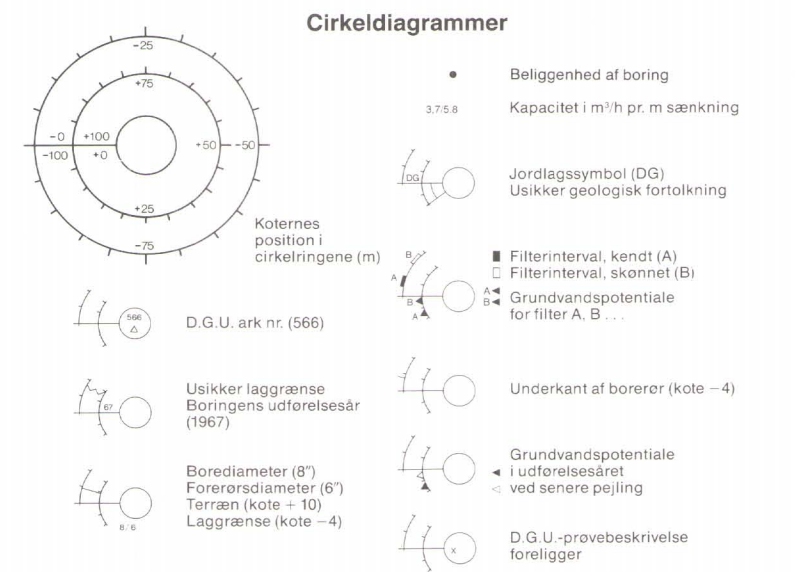 Cirkeldiagrammer
-25
+75
-0
+100
-100
+0
+50
-50
+25
-75
Koternes
position i
cirkelringene (m)
566
D.G.U. ark nr. (566)
67
Usikker laggrænse
Boringens udførelsesår
(1967)
8/6
Borediameter (8")
Forerørsdiameter (6")
Terræn (kote + 10)
Laggrænse (kote −4)
Beliggenhed af boring
3,7/5.8
Kapacitet i m³/h pr. m sænkning
DG
Jordlagssymbol (DG)
Usikker geologisk fortolkning
B
A
B
A
Filterinterval, kendt (A)
Filterinterval, skønnet (B)
A
B
Grundvandspotentiale
for filter A, B . . .
Underkant af borerør (kote −4)
Grundvandspotentiale
i udførelsesåret
ved senere pejling
x
D.G.U.-prøvebeskrivelse
foreligger